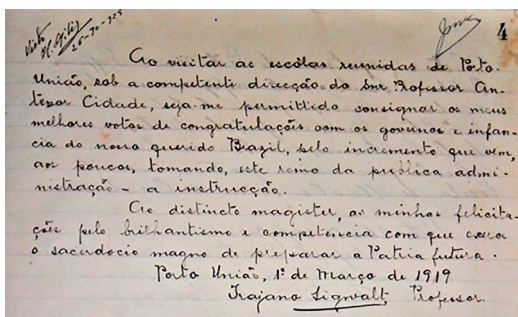 Visto
4
Ao visitar as escólas reunidas de Porto
União, sob a competente direcção do Snr Professor An-
tenor Cidade, seja-me permittido consignar os meus
melhores votos de congratulações com os governos e infan-
cia do nosso querido Brazil, pelo incremento que vem,
aos poucos, tomando, este ramo da publica admi-
nistração - a instrucção.
Ao distincto magister, as minhas felicita-
ções pelo brilhantismo e competencia com que exerce
o sacerdocio magno de preparar a Patria futura.
Porto União, 1º de Março de 1919
Trajano Sigwalt, Professor.